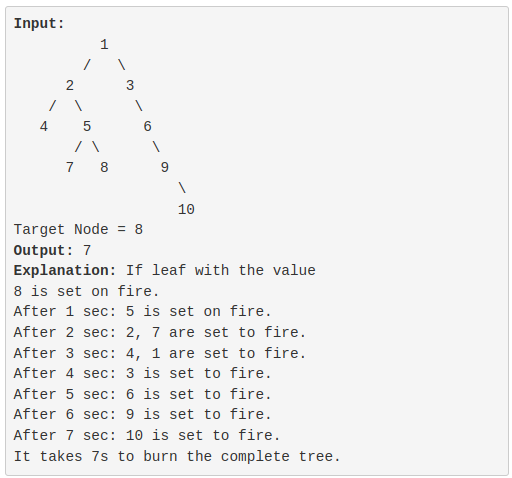 Input:
          1
        /   \
      2      3
    /  \      \
   4    5      6
       / \      \
      7   8      9
                   \
                   10
Target Node = 8
Output: 7
Explanation: If leaf with the value
8 is set on fire.
After 1 sec: 5 is set on fire.
After 2 sec: 2, 7 are set to fire.
After 3 sec: 4, 1 are set to fire.
After 4 sec: 3 is set to fire.
After 5 sec: 6 is set to fire.
After 6 sec: 9 is set to fire.
After 7 sec: 10 is set to fire.
It takes 7s to burn the complete tree.